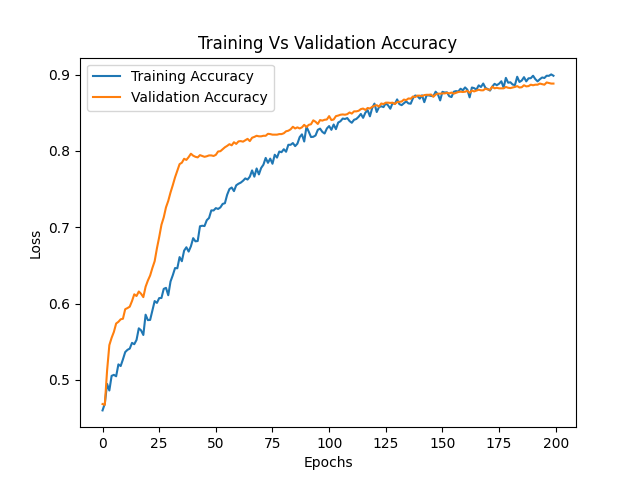 Training Vs Validation Accuracy
Training Accuracy
Validation Accuracy
0.9
0.8
0.7
0.6
0.5
Loss
0 25 50 75 100 125 150 175 200
Epochs